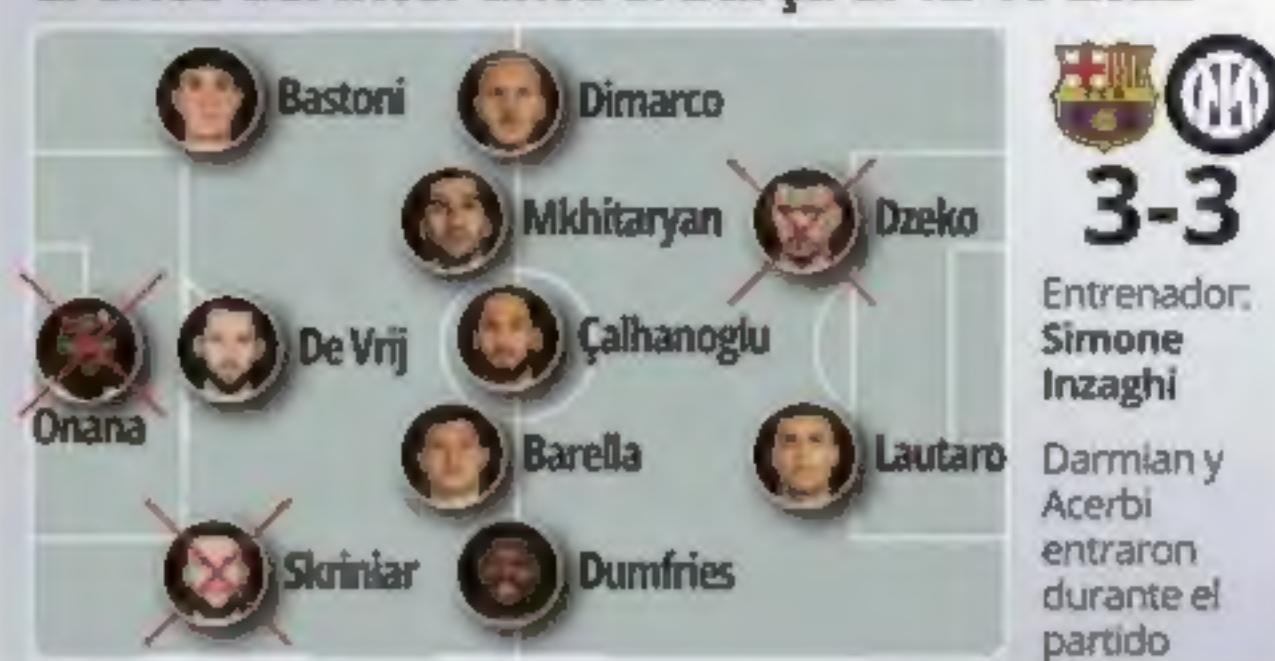 Bastoni
Dimarco
Mkhitaryan
Dzeko
3-3
Onana
De Vrij
Çalhanoglu
Barella
Lautaro
Skriniar
Dumfries
Entrenador:
Simone
Inzaghi
Darmian y
Acerbi
entraron
durante el
partido